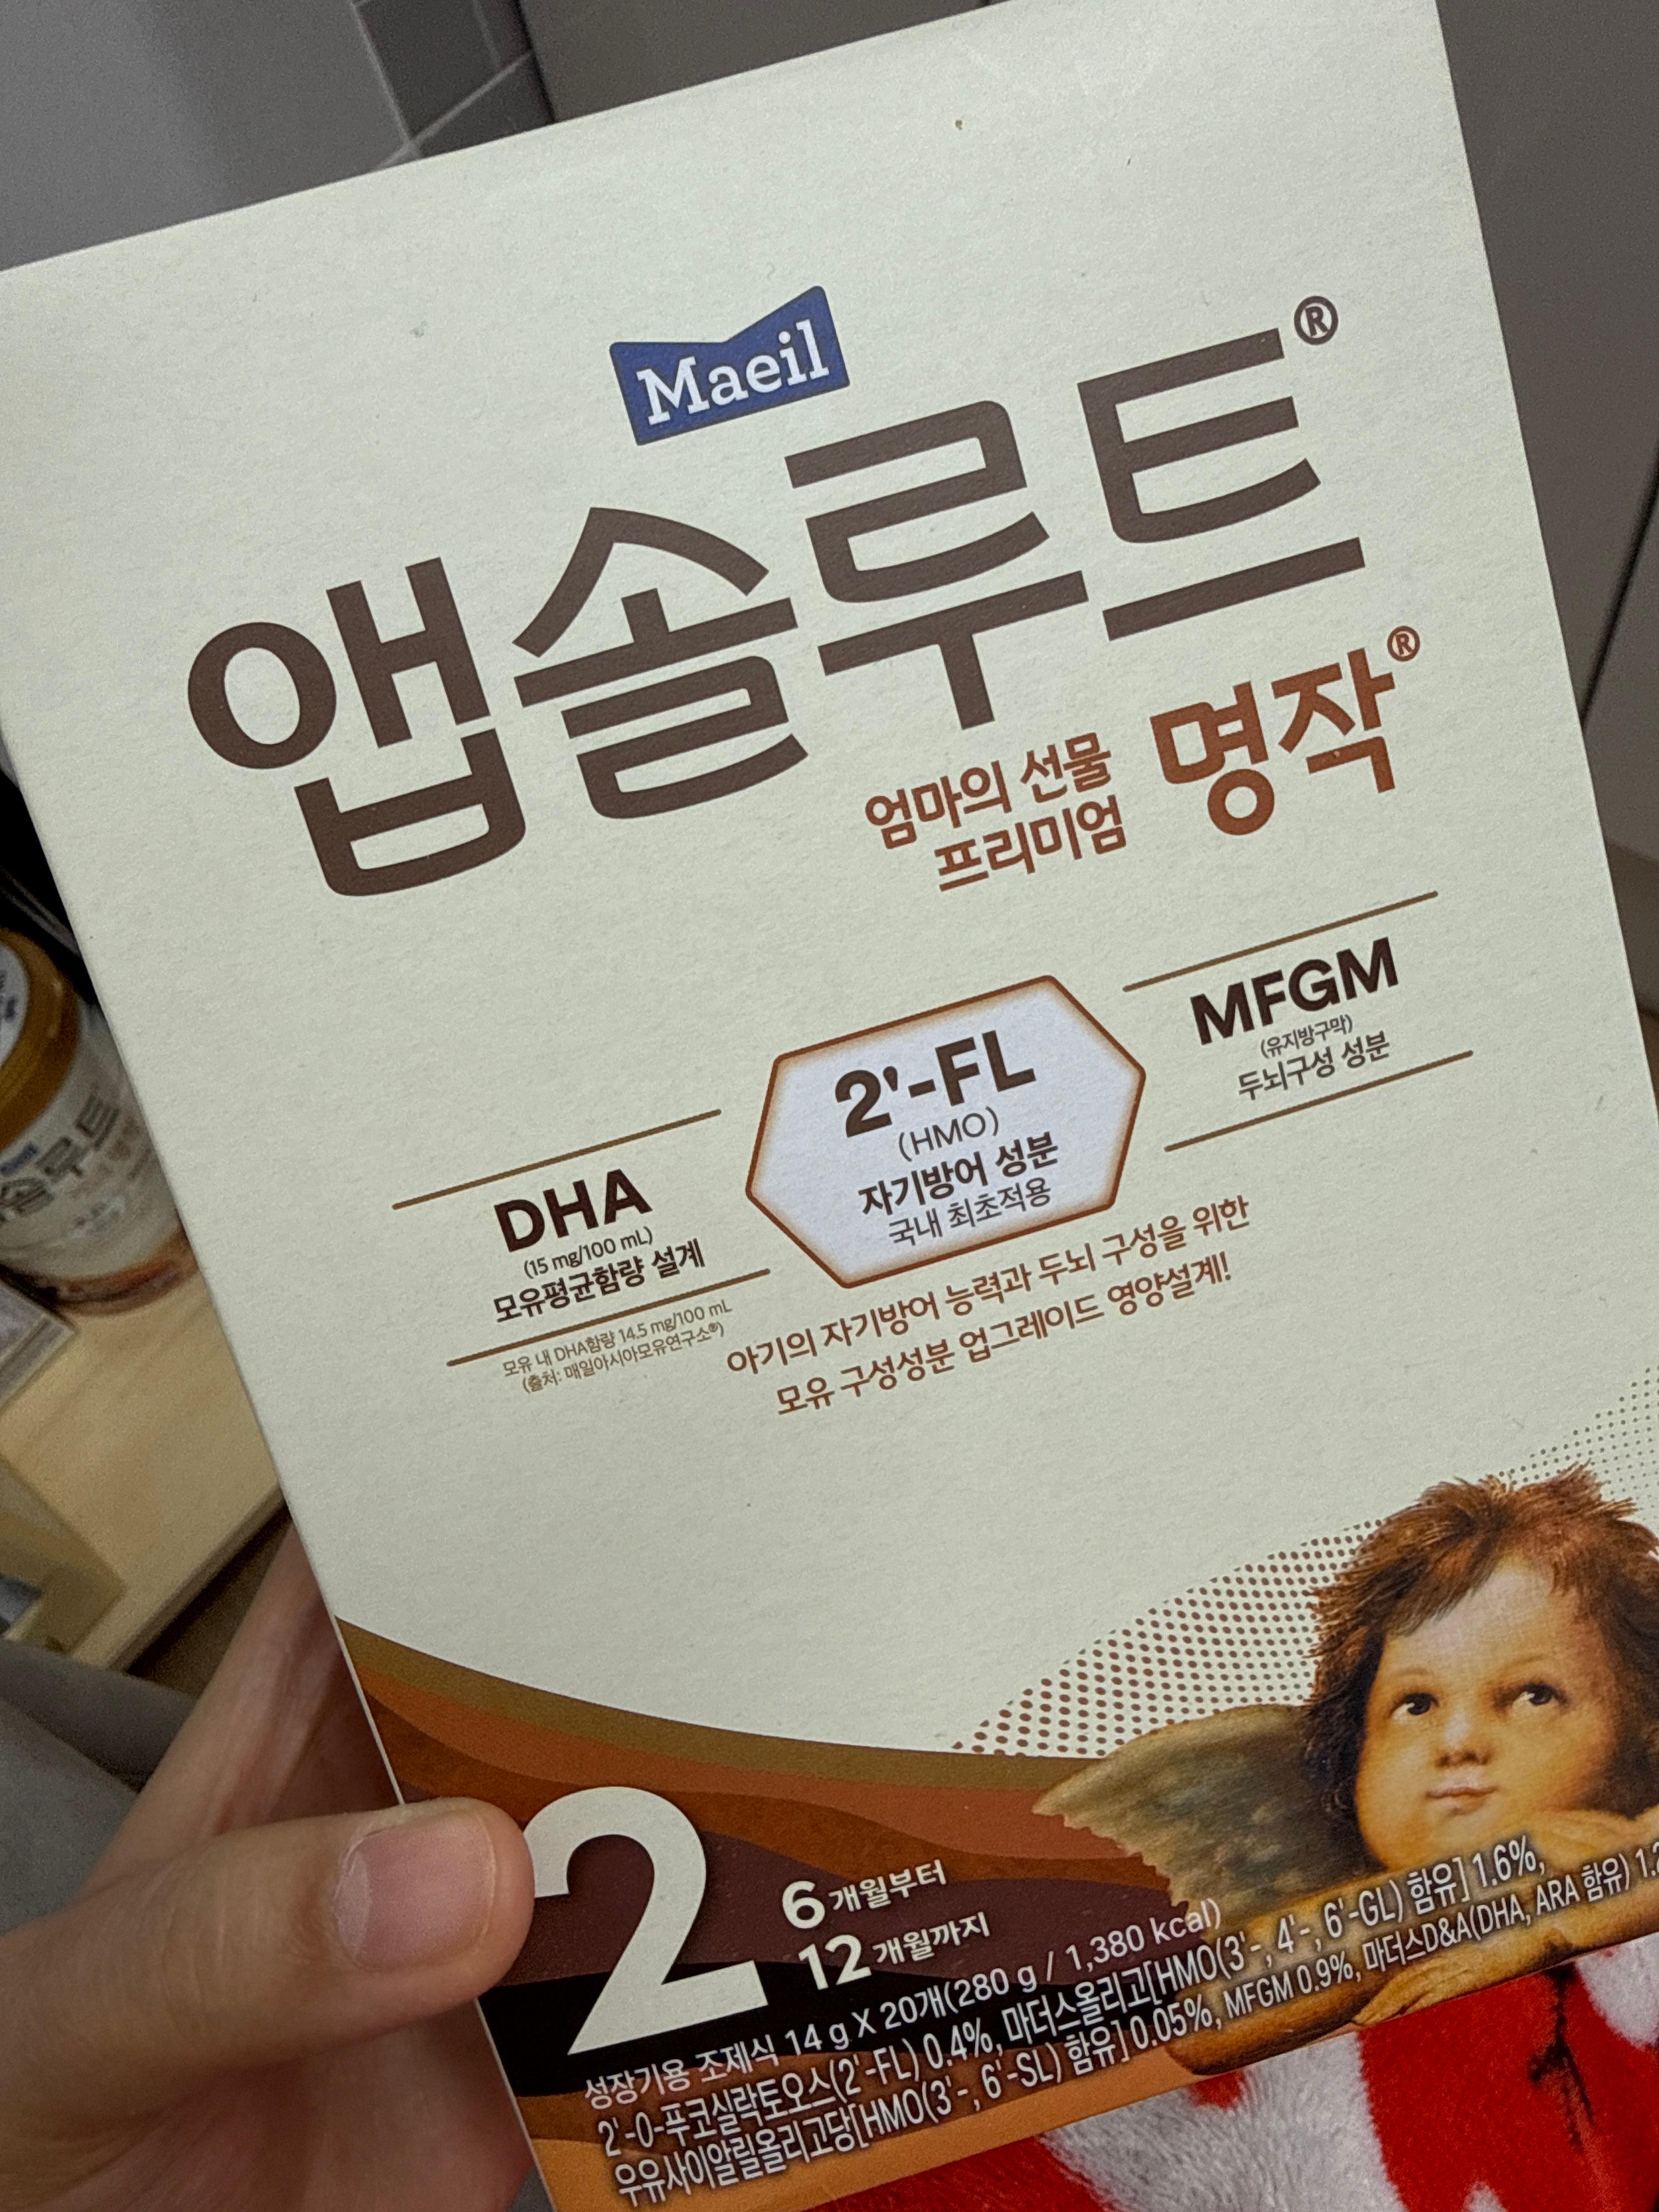 Maeil
앱솔루트®
엄마의 선물
프리미엄
명작®
DHA
(15 mg/100 mL)
모유평균함량 설계
모유 내 DHA함량 14.5 mg/100 mL
(출처: 매일아시아모유연구소®)
2'-FL
(HMO)
자기방어 성분
국내 최초적용
MFGM
(유지방구막)
두뇌구성 성분
아기의 자기방어 능력과 두뇌 구성을 위한
모유 구성성분 업그레이드 영양설계!
2
6개월부터
12개월까지
성장기용 조제식 14 g X 20개(280 g / 1,380 kcal)
2'-O-푸코실락토오스(2'-FL) 0.4%, 마더스올리고[HMO(3'-, 4'-, 6'-GL) 함유] 1.6%,
우유사이알릴올리고당[HMO(3'-, 6'-SL) 함유] 0.05%, MFGM 0.9%, 마더스D&A(DHA, ARA 함유)